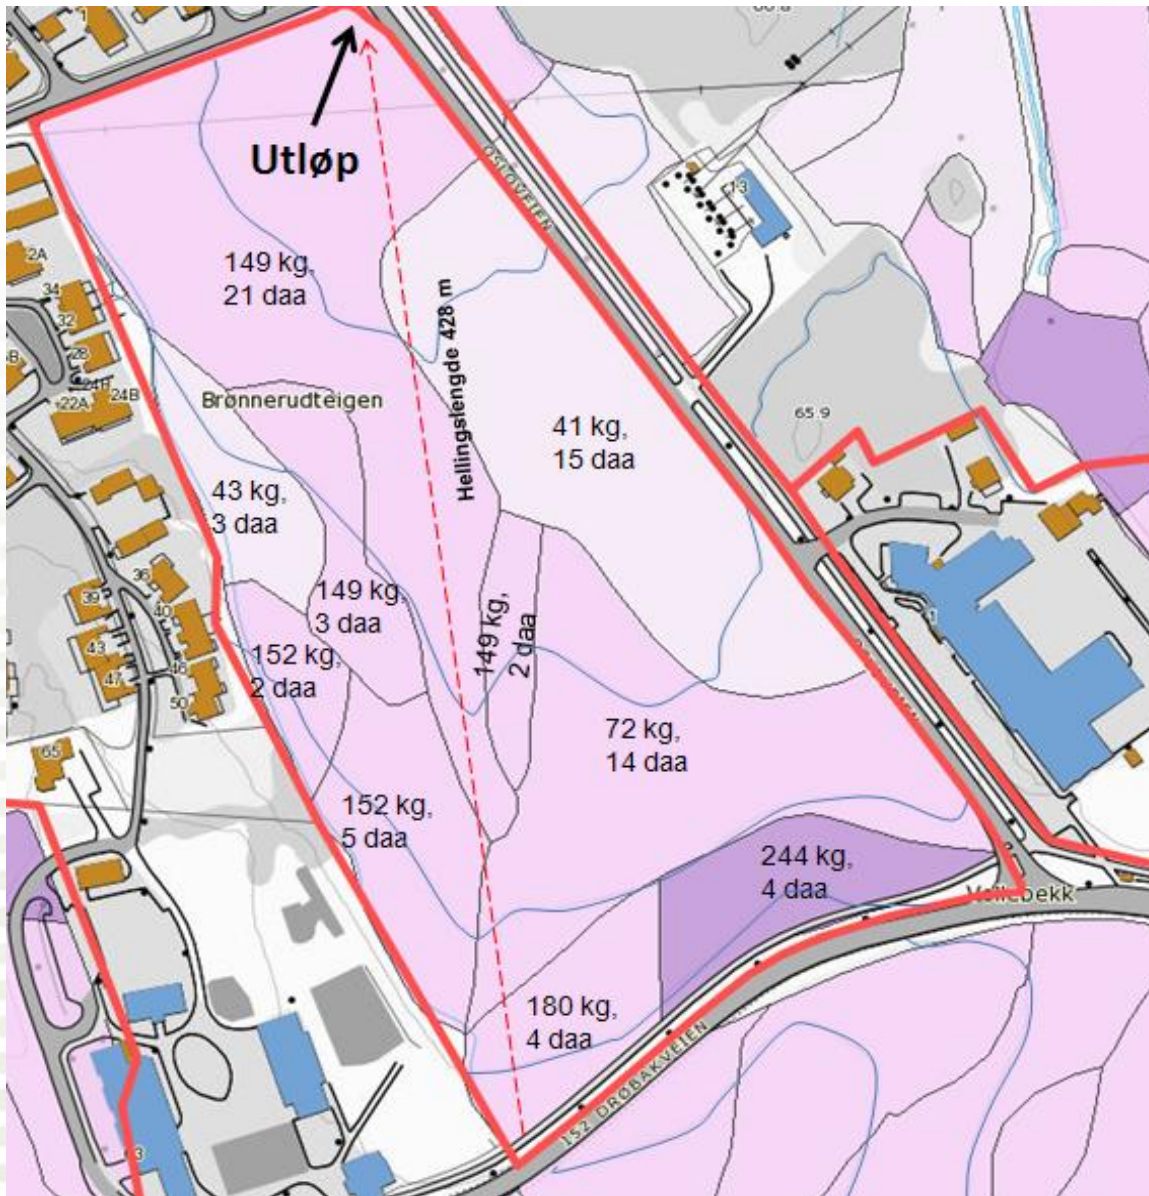 Utløp
OSLOVEIEN
13
2A
34
32
28
24B
22A
149 kg,
21 daa
Hellingslengde 428 m
Brønnerudteigen
41 kg,
15 daa
65.9
43 kg,
3 daa
36
39
40
43
46
47
50
65
149 kg,
3 daa
149 kg,
2 daa
152 kg,
2 daa
1
72 kg,
14 daa
152 kg,
5 daa
244 kg,
4 daa
Vollebekk
180 kg,
4 daa
152 DRØBAKVEIEN